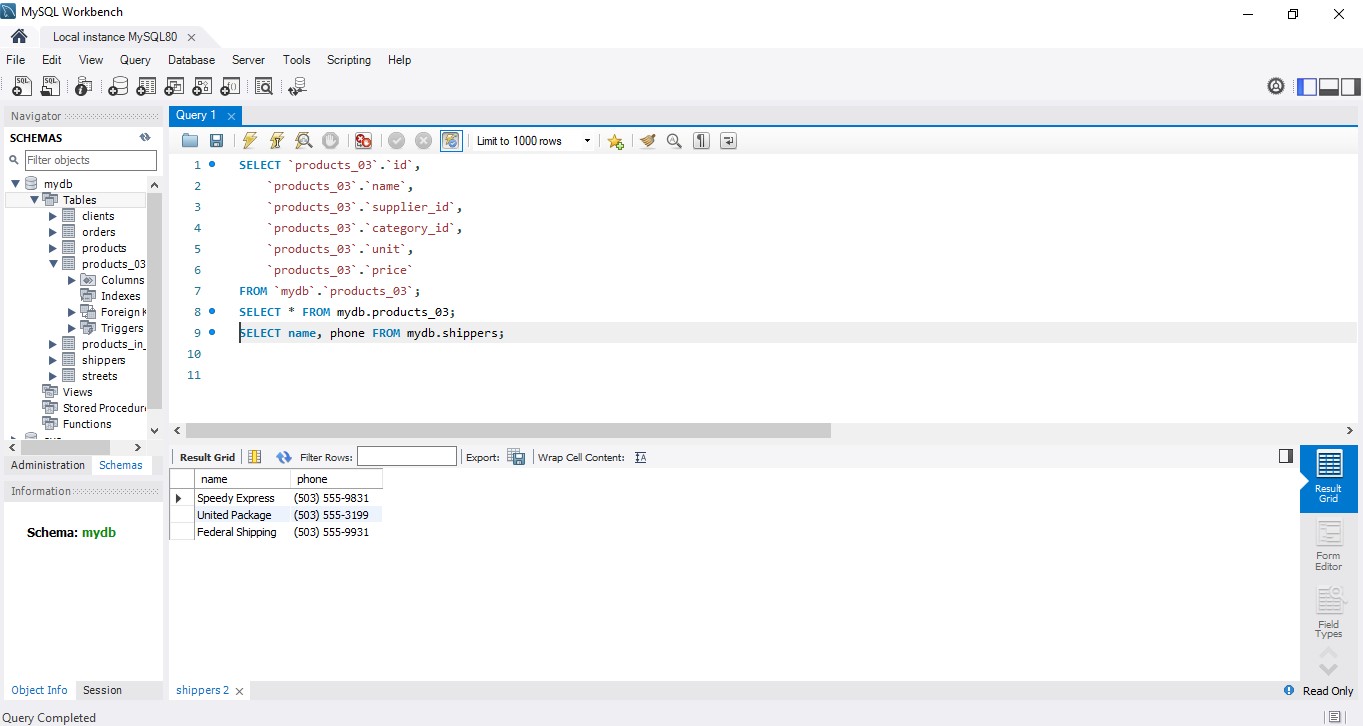 MySQL Workbench
Local instance MySQL80
File Edit View Query Database Server Tools Scripting Help
Navigator
SCHEMAS
Filter objects
mydb
Tables
clients
orders
products
products_03
Columns
Indexes
Foreign K
Triggers
products_in_
shippers
streets
Views
Stored Procedur
Functions
Administration Schemas
Information
Schema: mydb
Object Info Session
Query Completed
Query 1
Limit to 1000 rows
1 SELECT `products_03`.`id`,
2 `products_03`.`name`,
3 `products_03`.`supplier_id`,
4 `products_03`.`category_id`,
5 `products_03`.`unit`,
6 `products_03`.`price`
7 FROM `mydb`.`products_03`;
8 SELECT * FROM mydb.products_03;
9 SELECT name, phone FROM mydb.shippers;
10
11
Result Grid Filter Rows: Export: Wrap Cell Content:
name phone
Speedy Express (503) 555-9831
United Package (503) 555-3199
Federal Shipping (503) 555-9931
Result
Grid
Form
Editor
Field
Types
shippers 2
Read Only